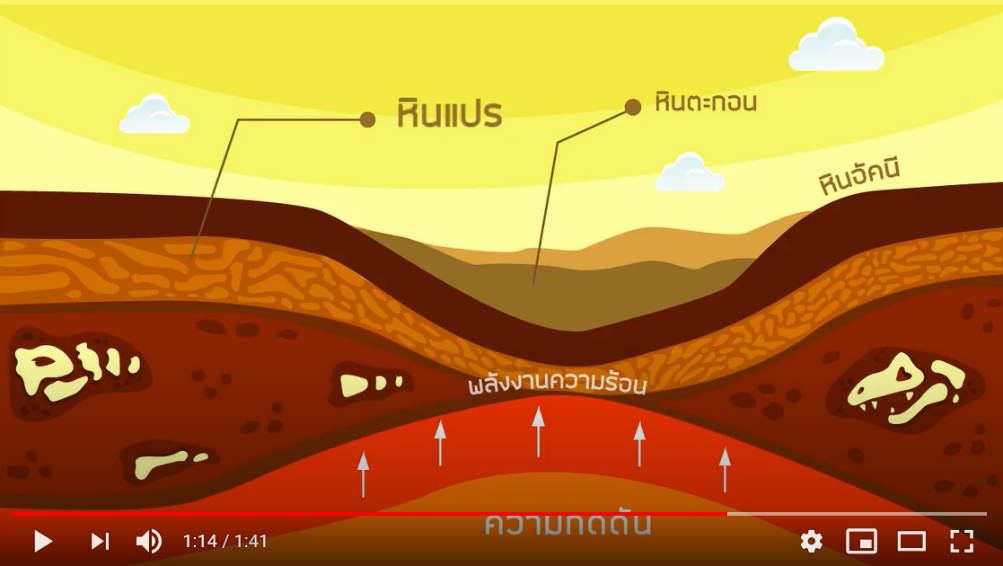 หินแปร
หินตะกอน
หินอัคนี
พลังงานความร้อน
ความกดดัน
1:14 / 1:41